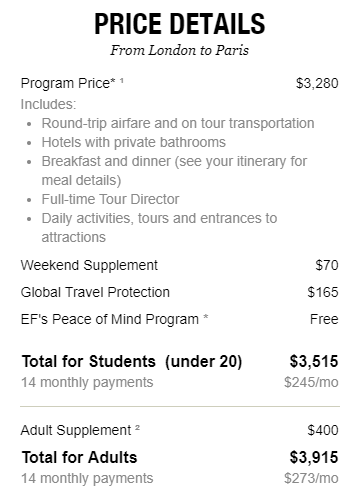 PRICE DETAILS
From London to Paris
Program Price* ¹ $3,280
Includes:
• Round-trip airfare and on tour transportation
• Hotels with private bathrooms
• Breakfast and dinner (see your itinerary for
meal details)
• Full-time Tour Director
• Daily activities, tours and entrances to
attractions
Weekend Supplement $70
Global Travel Protection $165
EF's Peace of Mind Program * Free
Total for Students (under 20) $3,515
14 monthly payments $245/mo
Adult Supplement ² $400
Total for Adults $3,915
14 monthly payments $273/mo